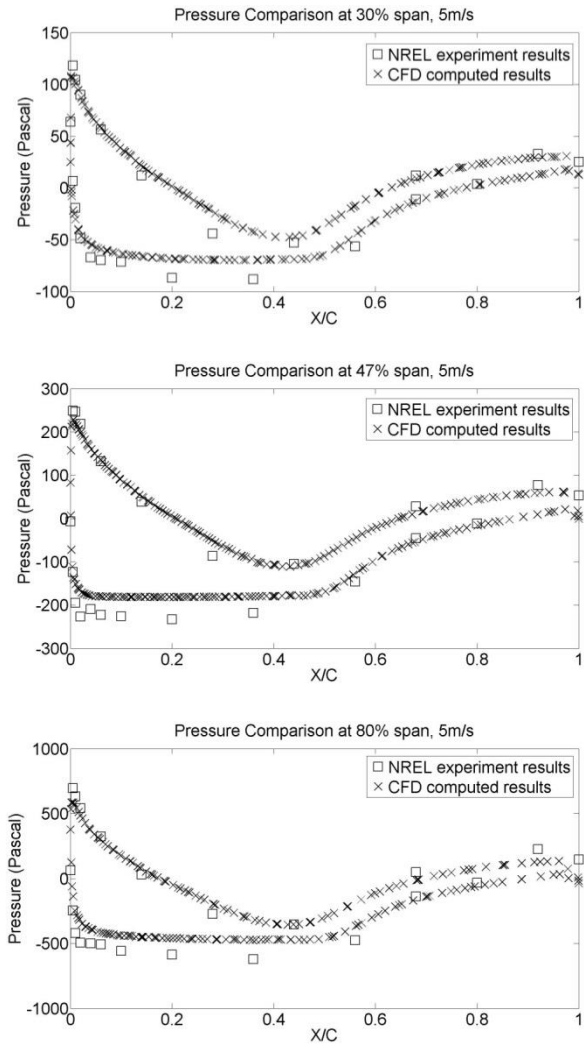 Pressure Comparison at 30% span, 5m/s
150
100
50
0
-50
-100
Pressure (Pascal)
NREL experiment results
CFD computed results
0 0.2 0.4 0.6 0.8 1
X/C
Pressure Comparison at 47% span, 5m/s
300
200
100
0
-100
-200
-300
Pressure (Pascal)
NREL experiment results
CFD computed results
0 0.2 0.4 0.6 0.8 1
X/C
Pressure Comparison at 80% span, 5m/s
1000
500
0
-500
-1000
Pressure (Pascal)
NREL experiment results
CFD computed results
0 0.2 0.4 0.6 0.8 1
X/C